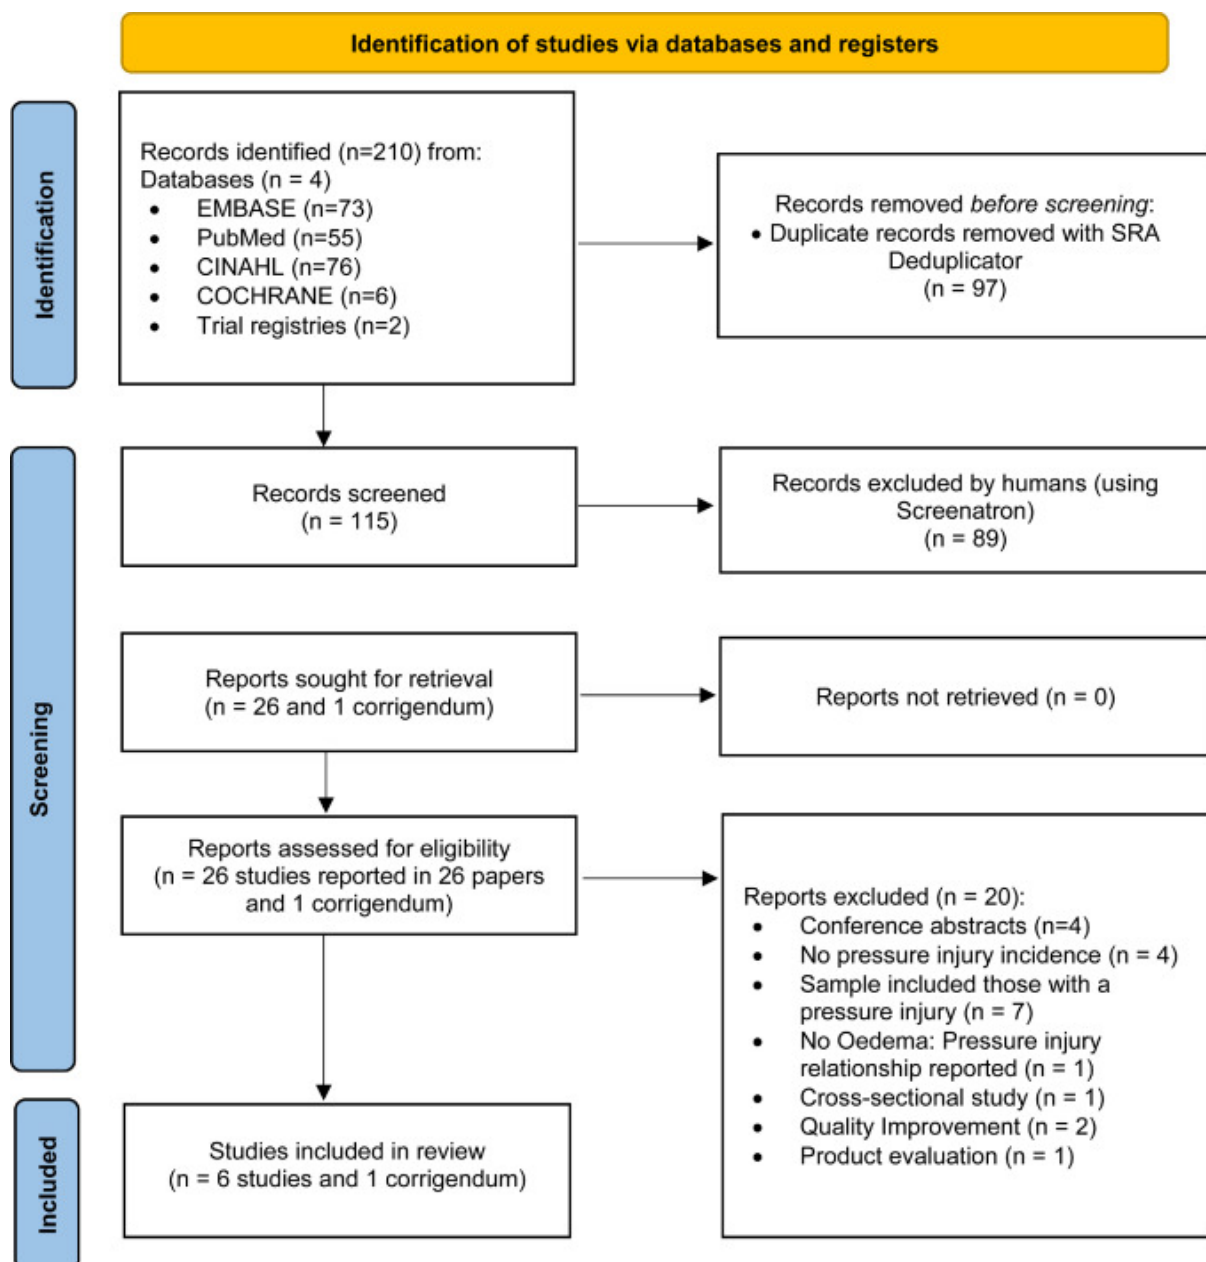 Identification of studies via databases and registers
Identification
Records identified (n=210) from:
Databases (n = 4)
• EMBASE (n=73)
• PubMed (n=55)
• CINAHL (n=76)
• COCHRANE (n=6)
• Trial registries (n=2)
Records removed before screening:
• Duplicate records removed with SRA
Deduplicator
(n = 97)
Screening
Records screened
(n = 115)
Records excluded by humans (using
Screenatron)
(n = 89)
Reports sought for retrieval
(n = 26 and 1 corrigendum)
Reports not retrieved (n = 0)
Reports assessed for eligibility
(n = 26 studies reported in 26 papers
and 1 corrigendum)
Reports excluded (n = 20):
• Conference abstracts (n=4)
• No pressure injury incidence (n = 4)
• Sample included those with a
pressure injury (n = 7)
• No Oedema: Pressure injury
relationship reported (n = 1)
• Cross-sectional study (n = 1)
• Quality Improvement (n = 2)
• Product evaluation (n = 1)
Included
Studies included in review
(n = 6 studies and 1 corrigendum)